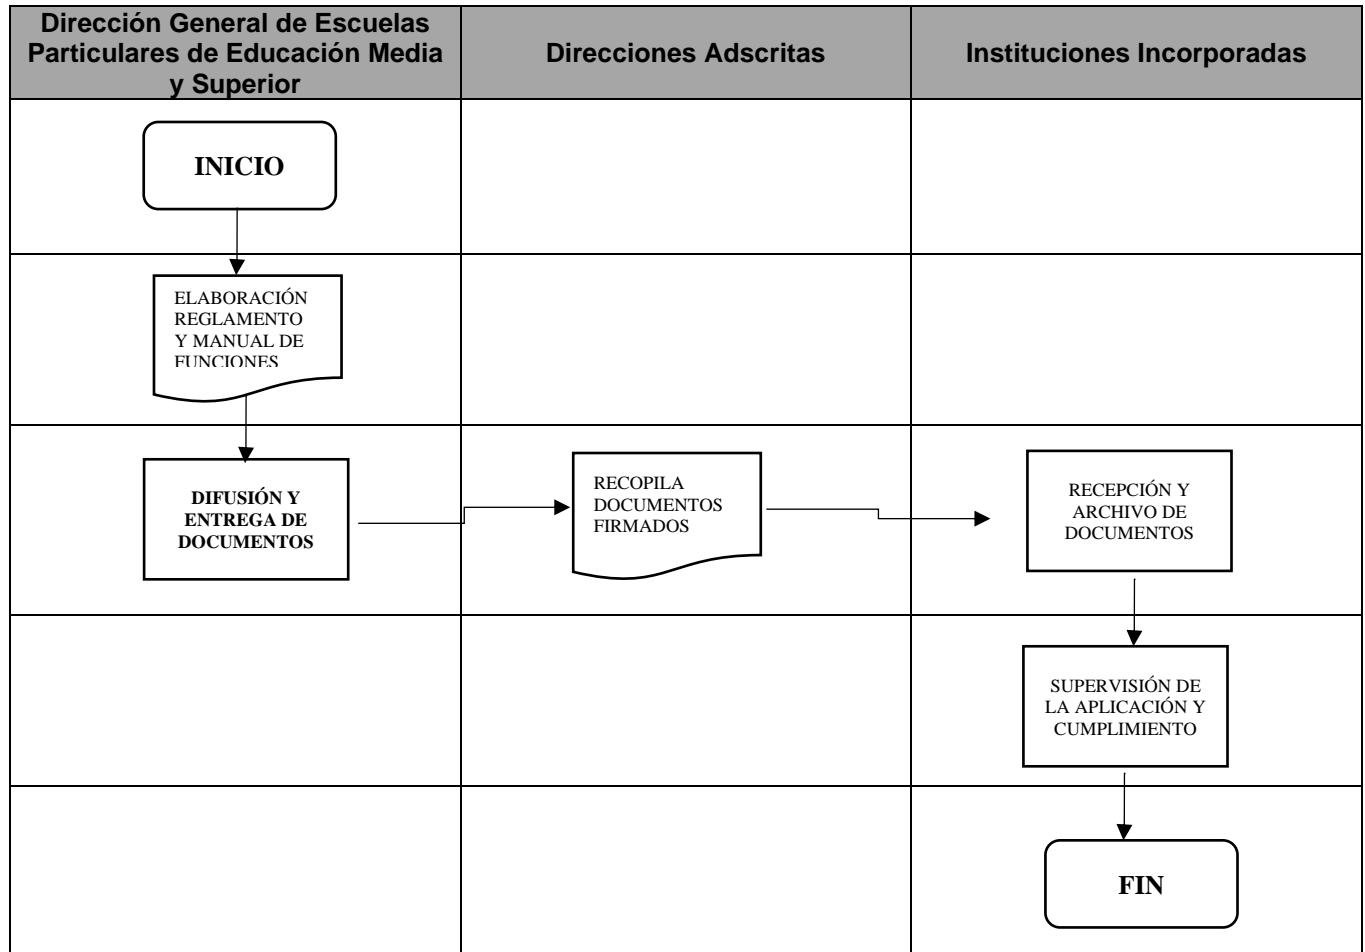 Dirección General de Escuelas
Particulares de Educación Media
y Superior
Direcciones Adscritas
Instituciones Incorporadas
INICIO
ELABORACIÓN
REGLAMENTO
Y MANUAL DE
FUNCIONES
DIFUSIÓN Y
ENTREGA DE
DOCUMENTOS
RECOPILA
DOCUMENTOS
FIRMADOS
RECEPCIÓN Y
ARCHIVO DE
DOCUMENTOS
SUPERVISIÓN DE
LA APLICACIÓN Y
CUMPLIMIENTO
FIN